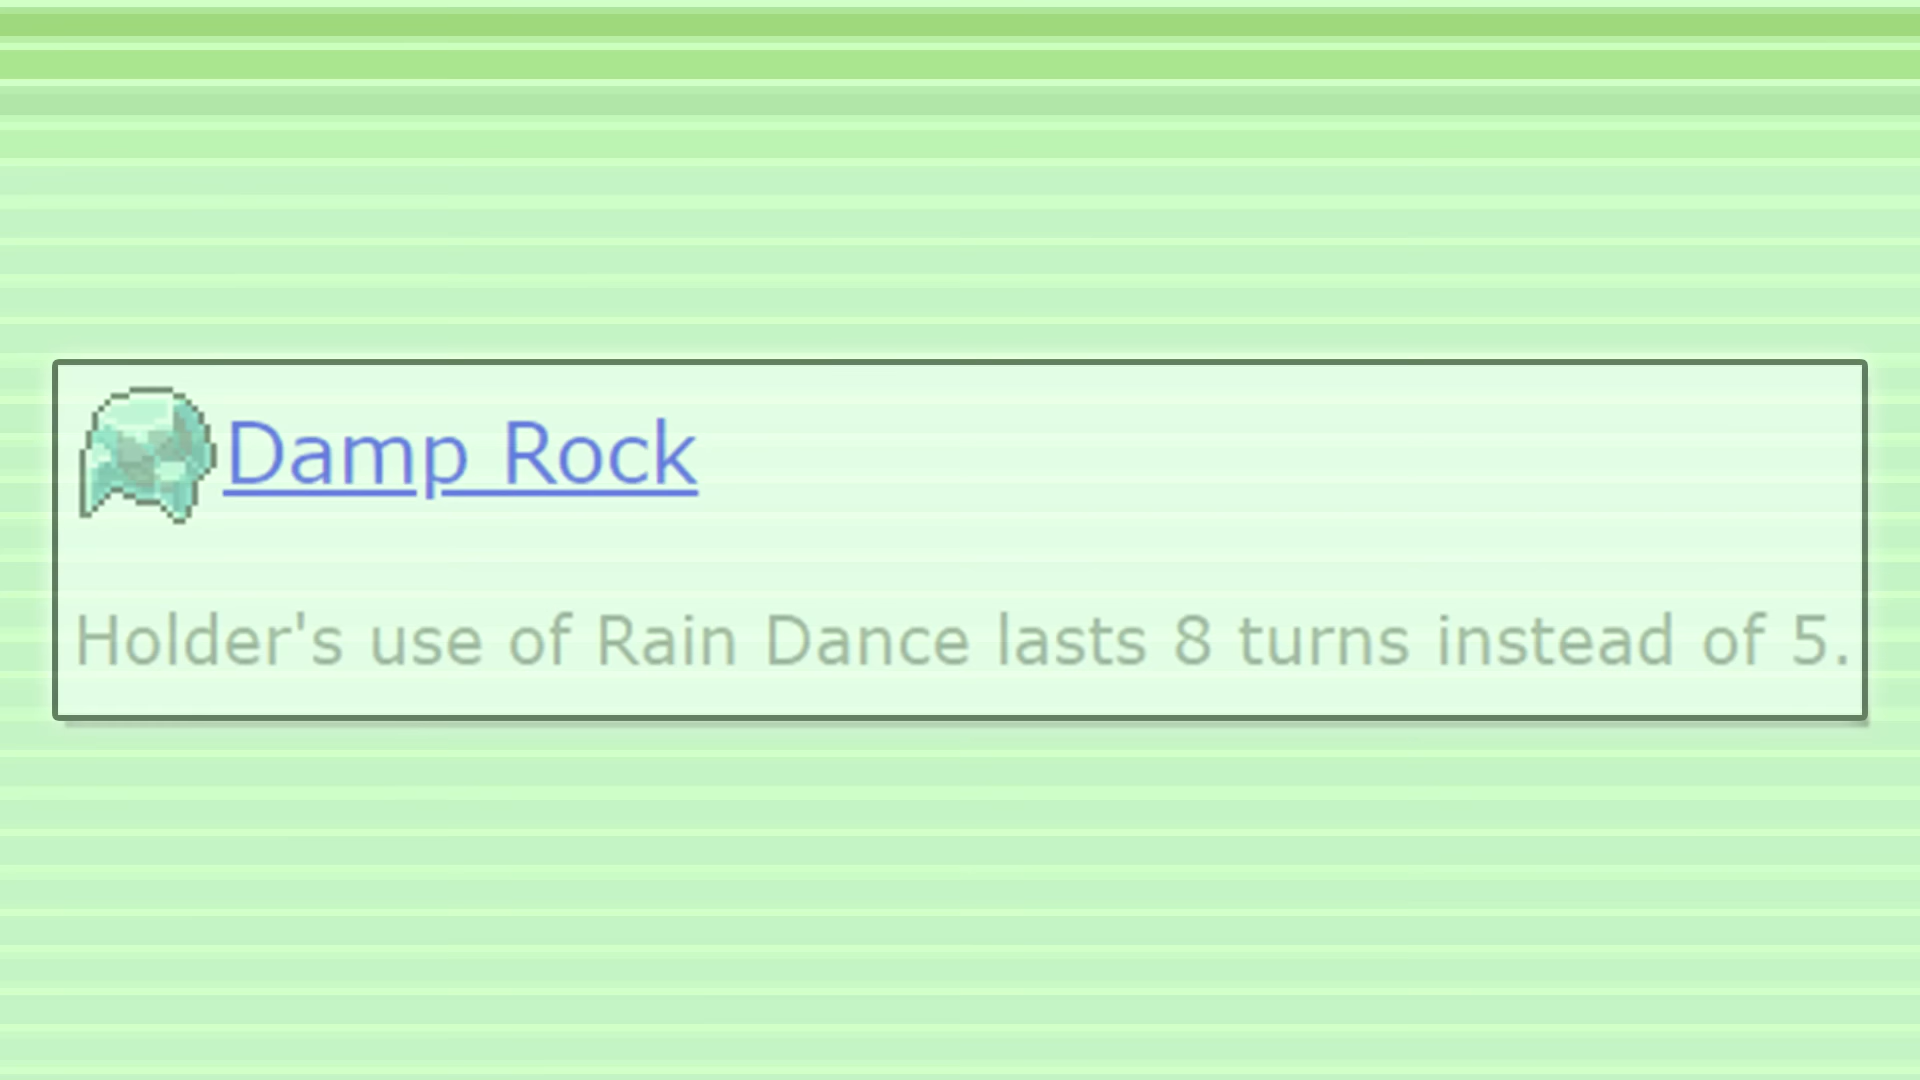 Damp Rock
Holder's use of Rain Dance lasts 8 turns instead of 5.